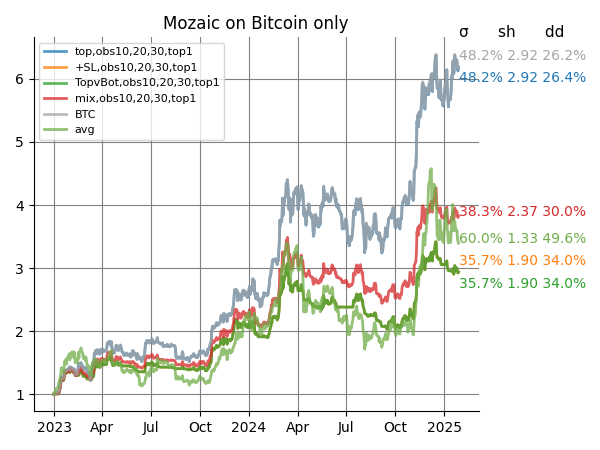 Mozaic on Bitcoin only
σ sh dd
top,obs10,20,30,top1
+SL,obs10,20,30,top1
TopvBot,obs10,20,30,top1
mix,obs10,20,30,top1
BTC
avg
48.2% 2.92 26.2%
48.2% 2.92 26.4%
38.3% 2.37 30.0%
60.0% 1.33 49.6%
35.7% 1.90 34.0%
35.7% 1.90 34.0%
6
5
4
3
2
1
2023 Apr Jul Oct 2024 Apr Jul Oct 2025